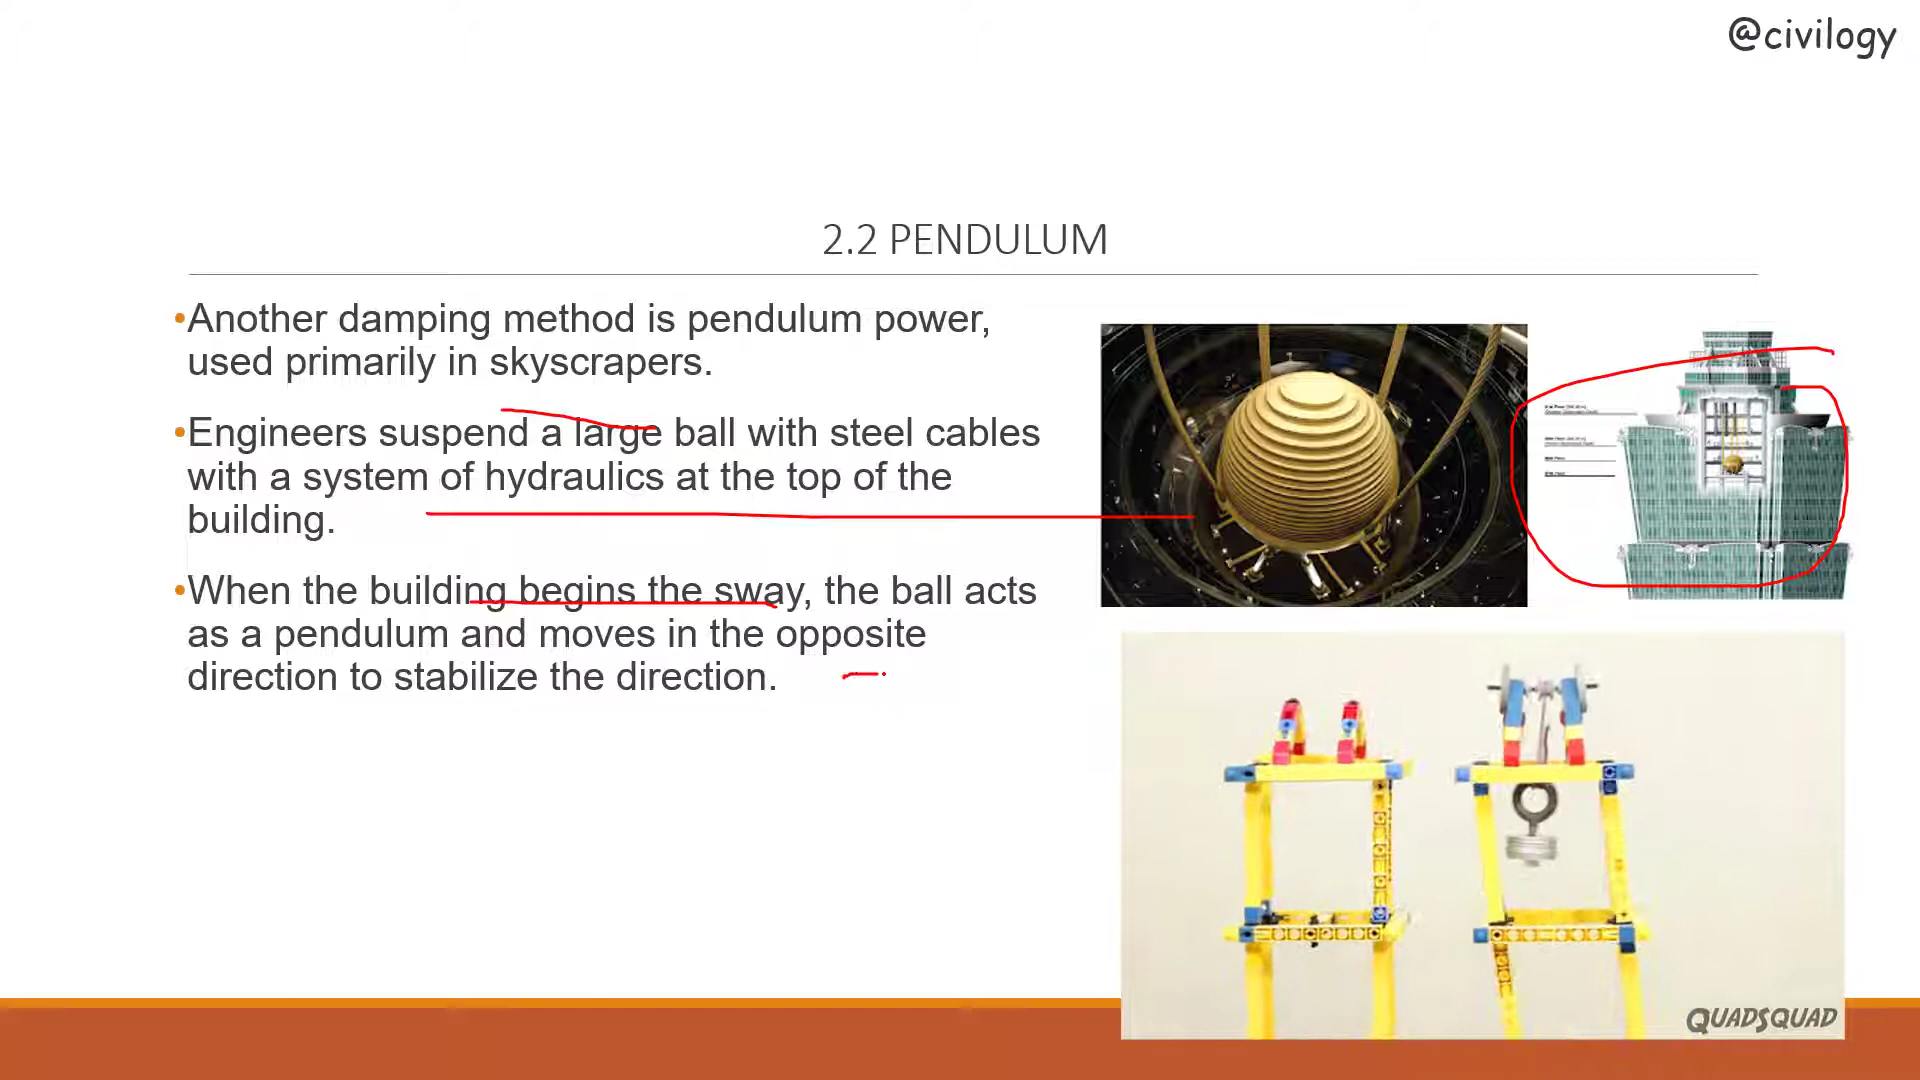 @civilogy
2.2 PENDULUM
•Another damping method is pendulum power,
used primarily in skyscrapers.
•Engineers suspend a large ball with steel cables
with a system of hydraulics at the top of the
building.
•When the building begins the sway, the ball acts
as a pendulum and moves in the opposite
direction to stabilize the direction.
QUADSQUAD